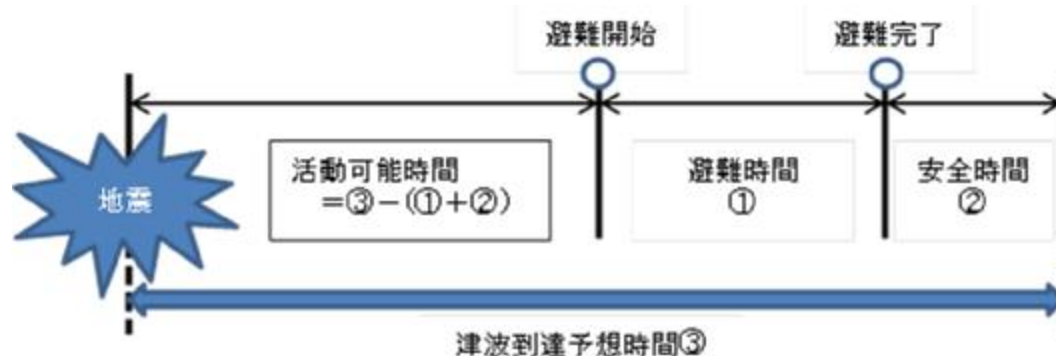 避難開始
避難完了
地震
活動可能時間
=③-(①+②)
避難時間
①
安全時間
②
津波到達予想時間③